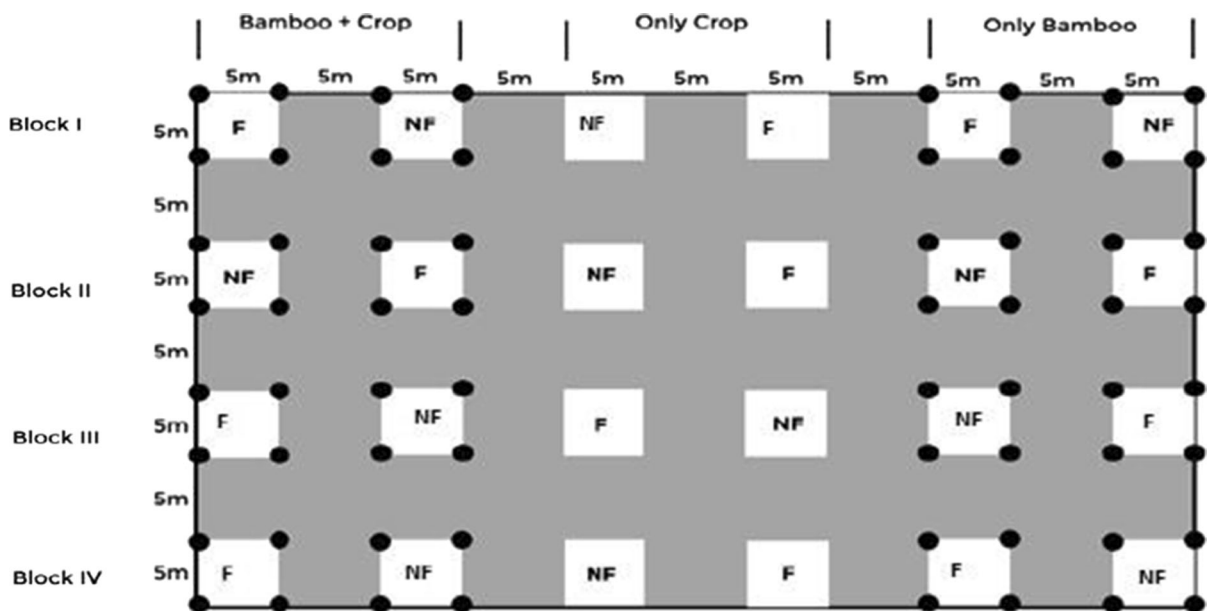 Bamboo + Crop Only Crop Only Bamboo
5m 5m 5m 5m 5m 5m 5m 5m 5m 5m 5m
Block I 5m F NF NF F F NF
5m
Block II 5m NF F NF F NF F
5m
Block III 5m F NF F NF NF F
5m
Block IV 5m F NF NF F F NF